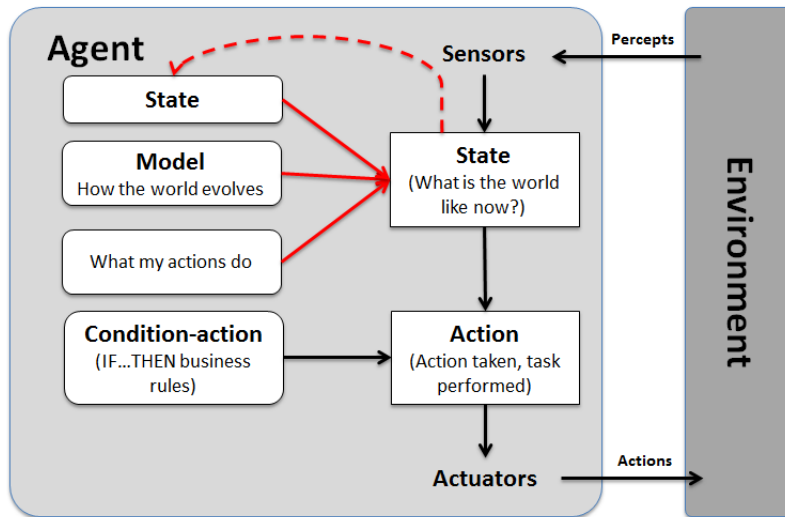 Agent
Sensors
Percepts
State
Model
How the world evolves
State
(What is the world
like now?)
What my actions do
Condition-action
(IF...THEN business
rules)
Action
(Action taken, task
performed)
Actuators
Actions
Environment